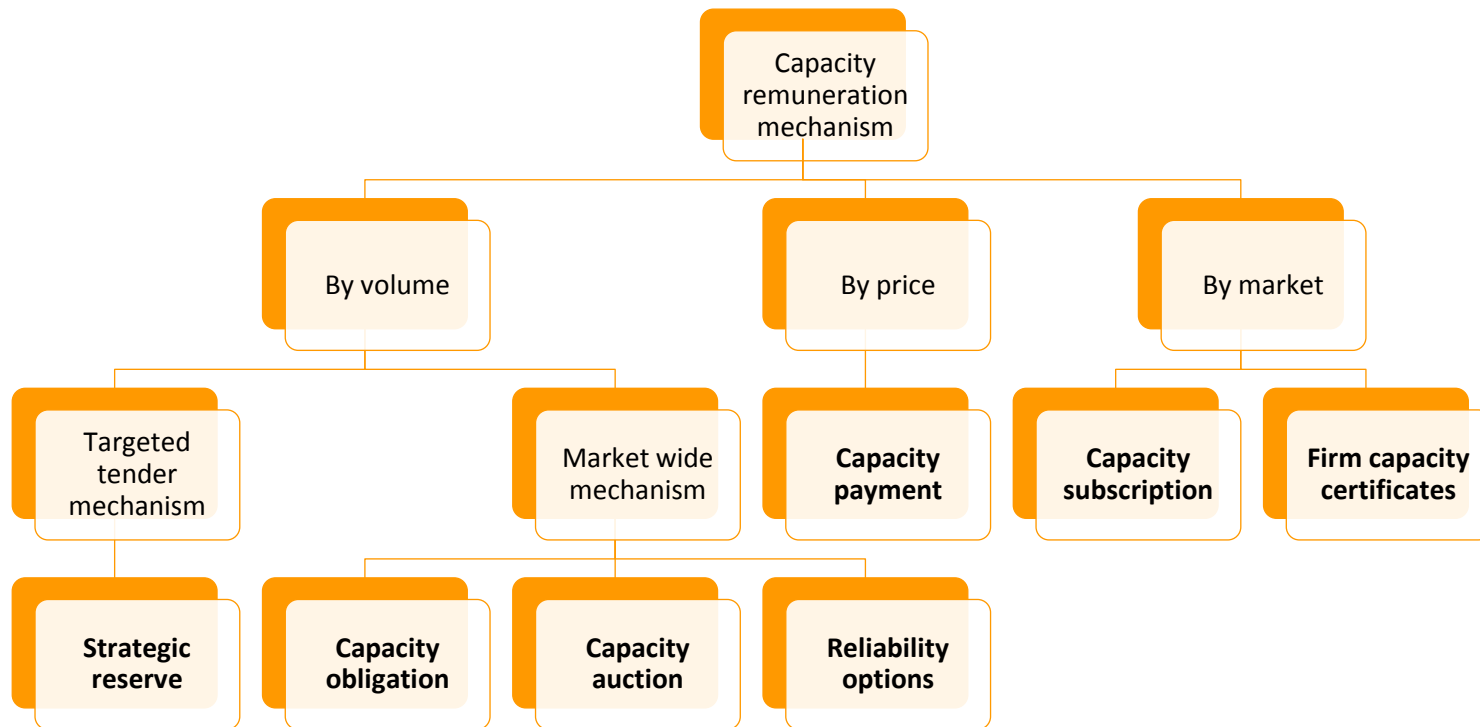 Capacity
remuneration
mechanism
By volume
By price
By market
Targeted
tender
mechanism
Market wide
mechanism
Capacity
payment
Capacity
subscription
Firm capacity
certificates
Strategic
reserve
Capacity
obligation
Capacity
auction
Reliability
options